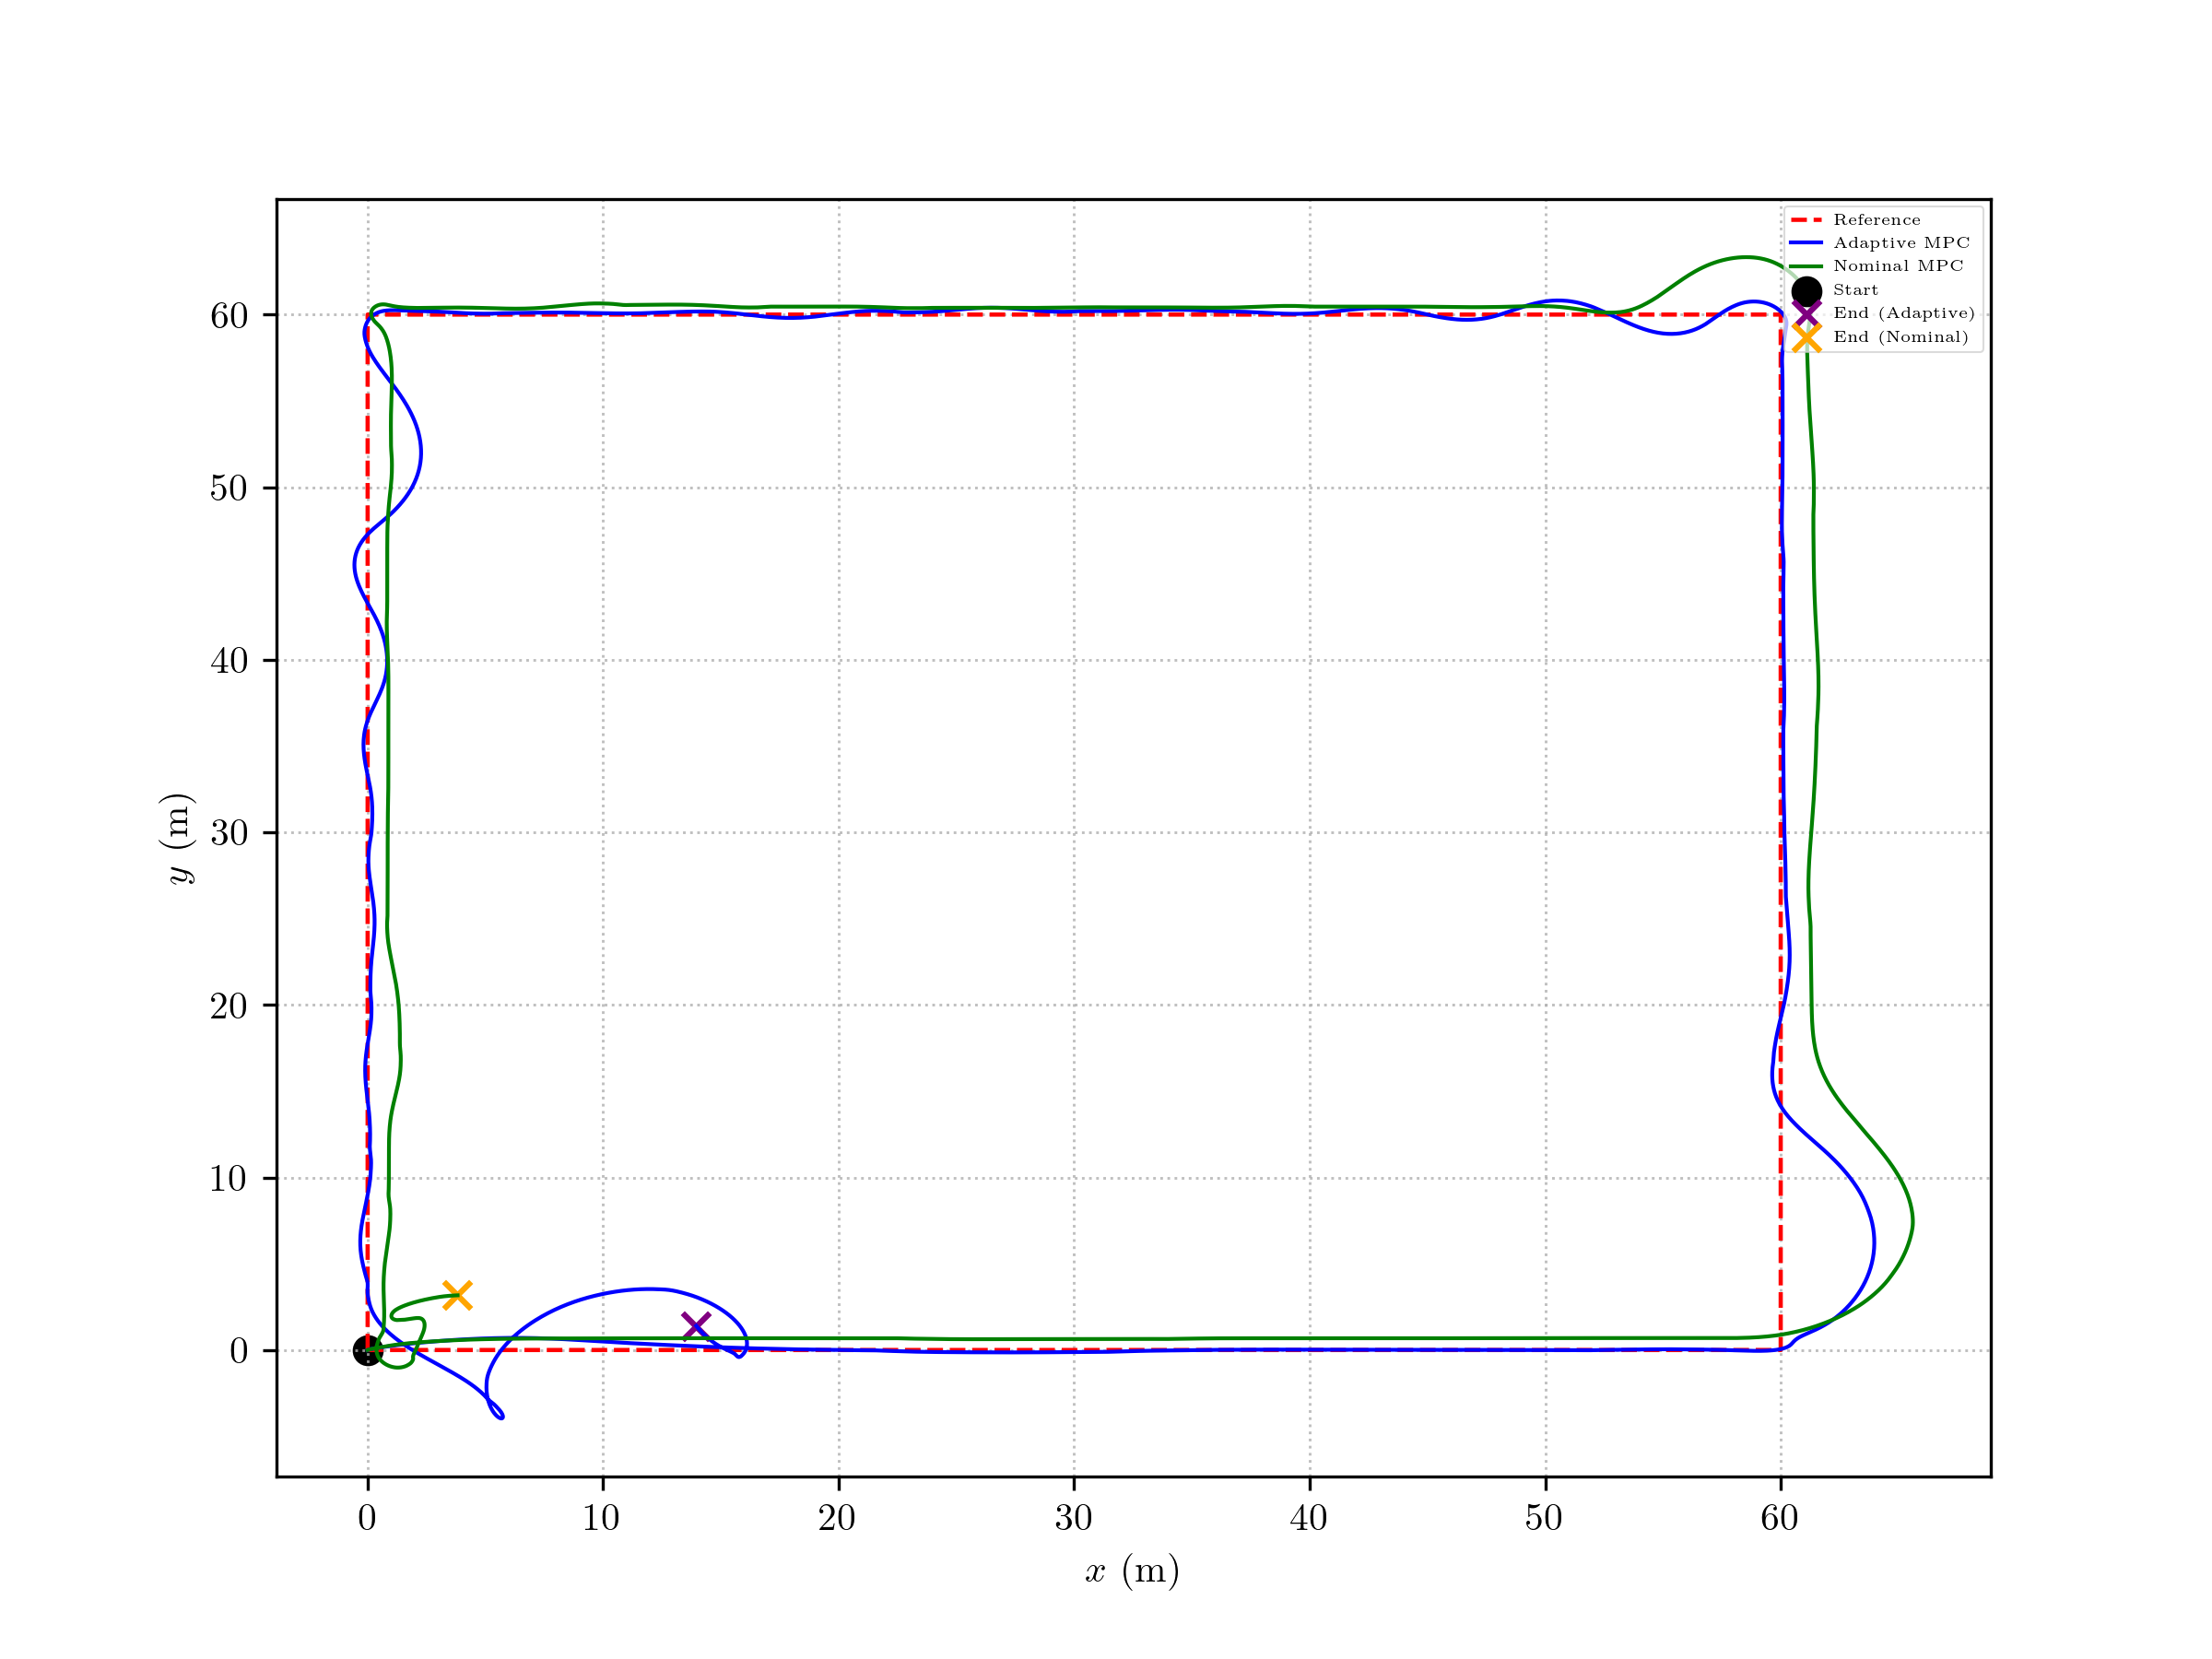 Reference
Adaptive MPC
Nominal MPC
Start
End (Adaptive)
End (Nominal)
60
50
40
30
20
10
0
y (m)
0 10 20 30 40 50 60
x (m)